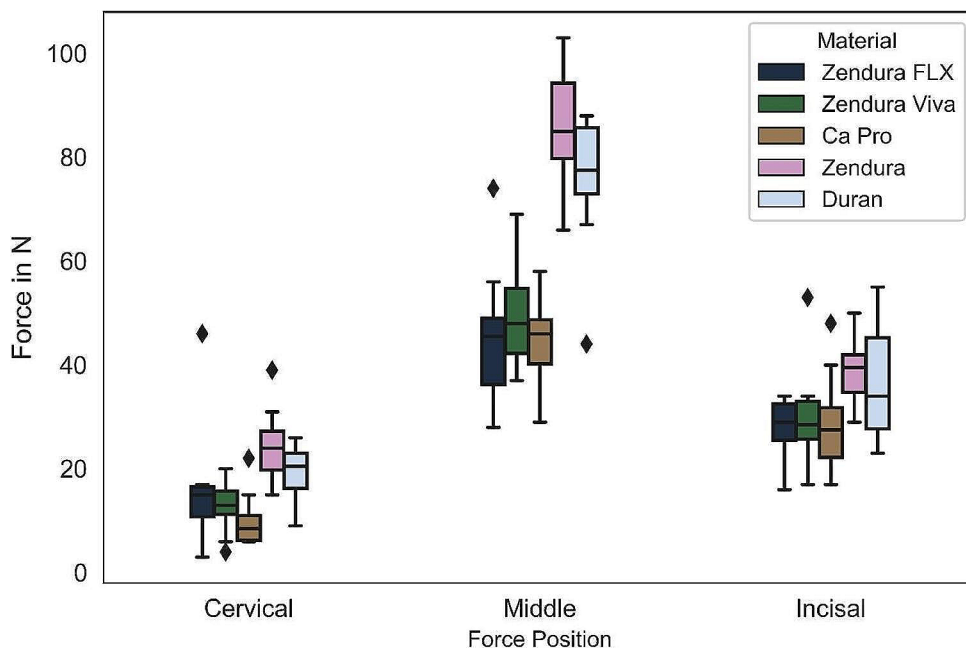 Force in N
100
80
60
40
20
0
Cervical
Middle
Incisal
Force Position
Material
Zendura FLX
Zendura Viva
Ca Pro
Zendura
Duran